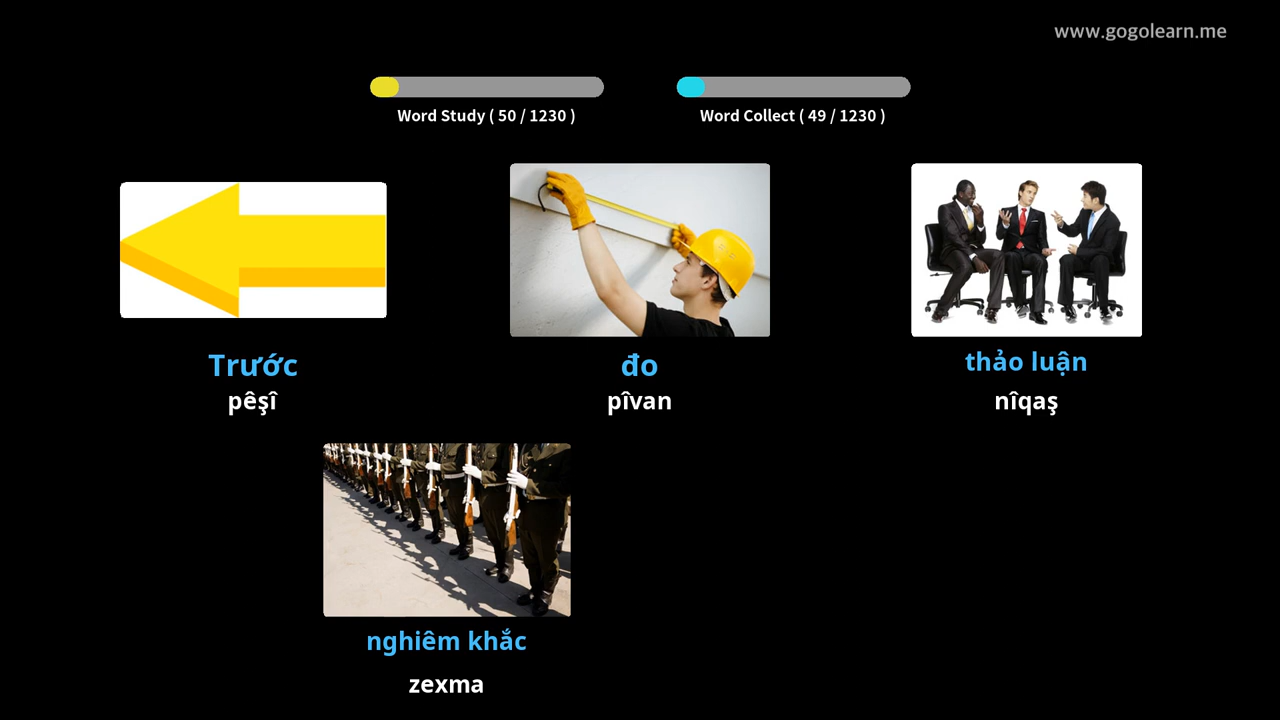 www.gogolearn.me
Word Study ( 50 / 1230 )
Word Collect ( 49 / 1230 )
Trước
pêşî
đo
pîvan
thảo luận
nîqaş
nghiêm khắc
zexma